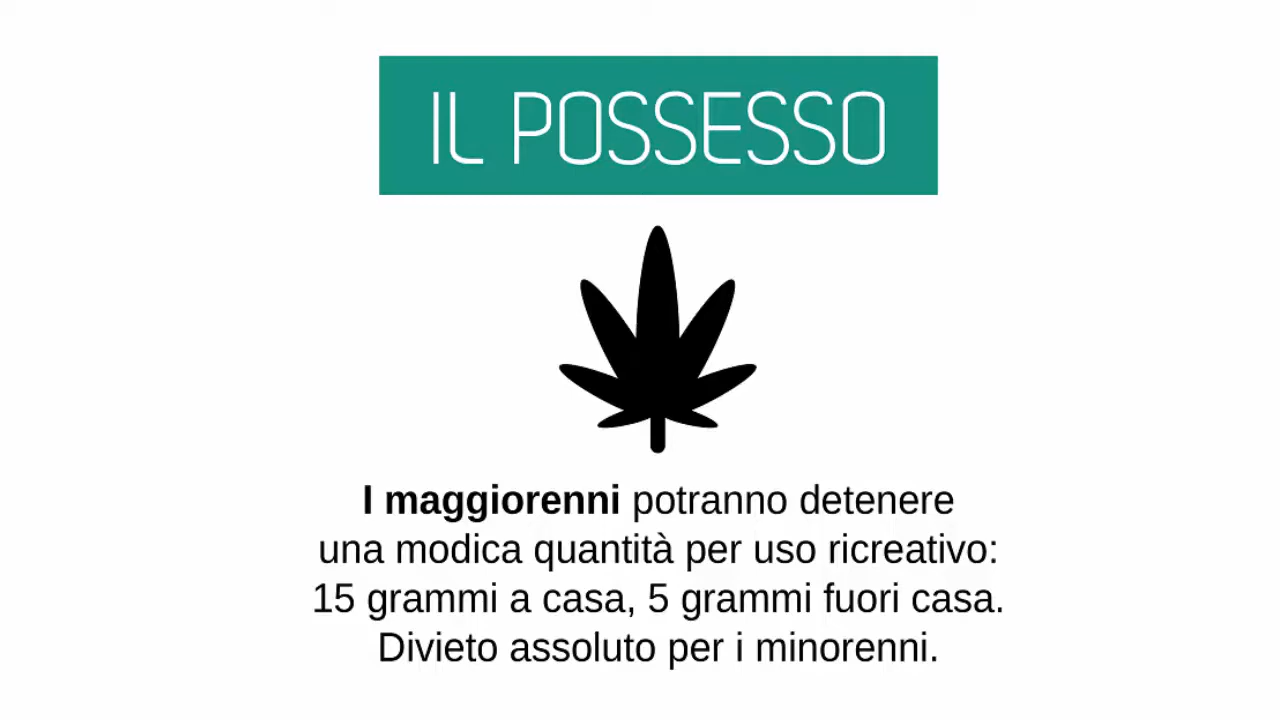 IL POSSESSO
I maggiorenni potranno detenere
una modica quantità per uso ricreativo:
15 grammi a casa, 5 grammi fuori casa.
Divieto assoluto per i minorenni.